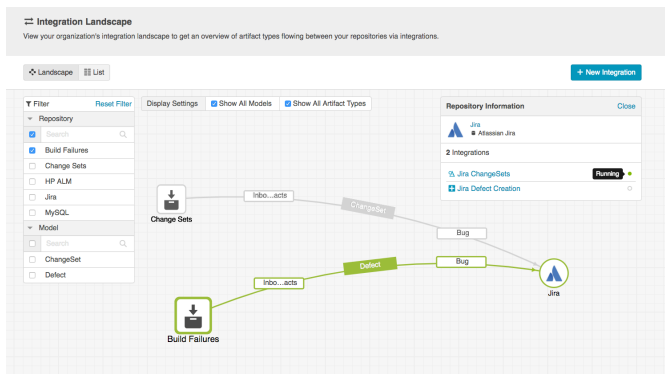 Integration Landscape
View your organization's integration landscape to get an overview of artifact types flowing between your repositories via integrations.
Landscape
List
+ New Integration
Filter
Reset Filter
Display Settings
Show All Models
Show All Artifact Types
Repository
Search
Build Failures
Change Sets
HP ALM
Jira
MySQL
Model
Search
ChangeSet
Defect
Repository Information
Close
Jira
Atlassian Jira
2 Integrations
Jira ChangeSets
Running
Jira Defect Creation
Change Sets
Inbo...acts
ChangeSet
Bug
Build Failures
Inbo...acts
Defect
Bug
Jira